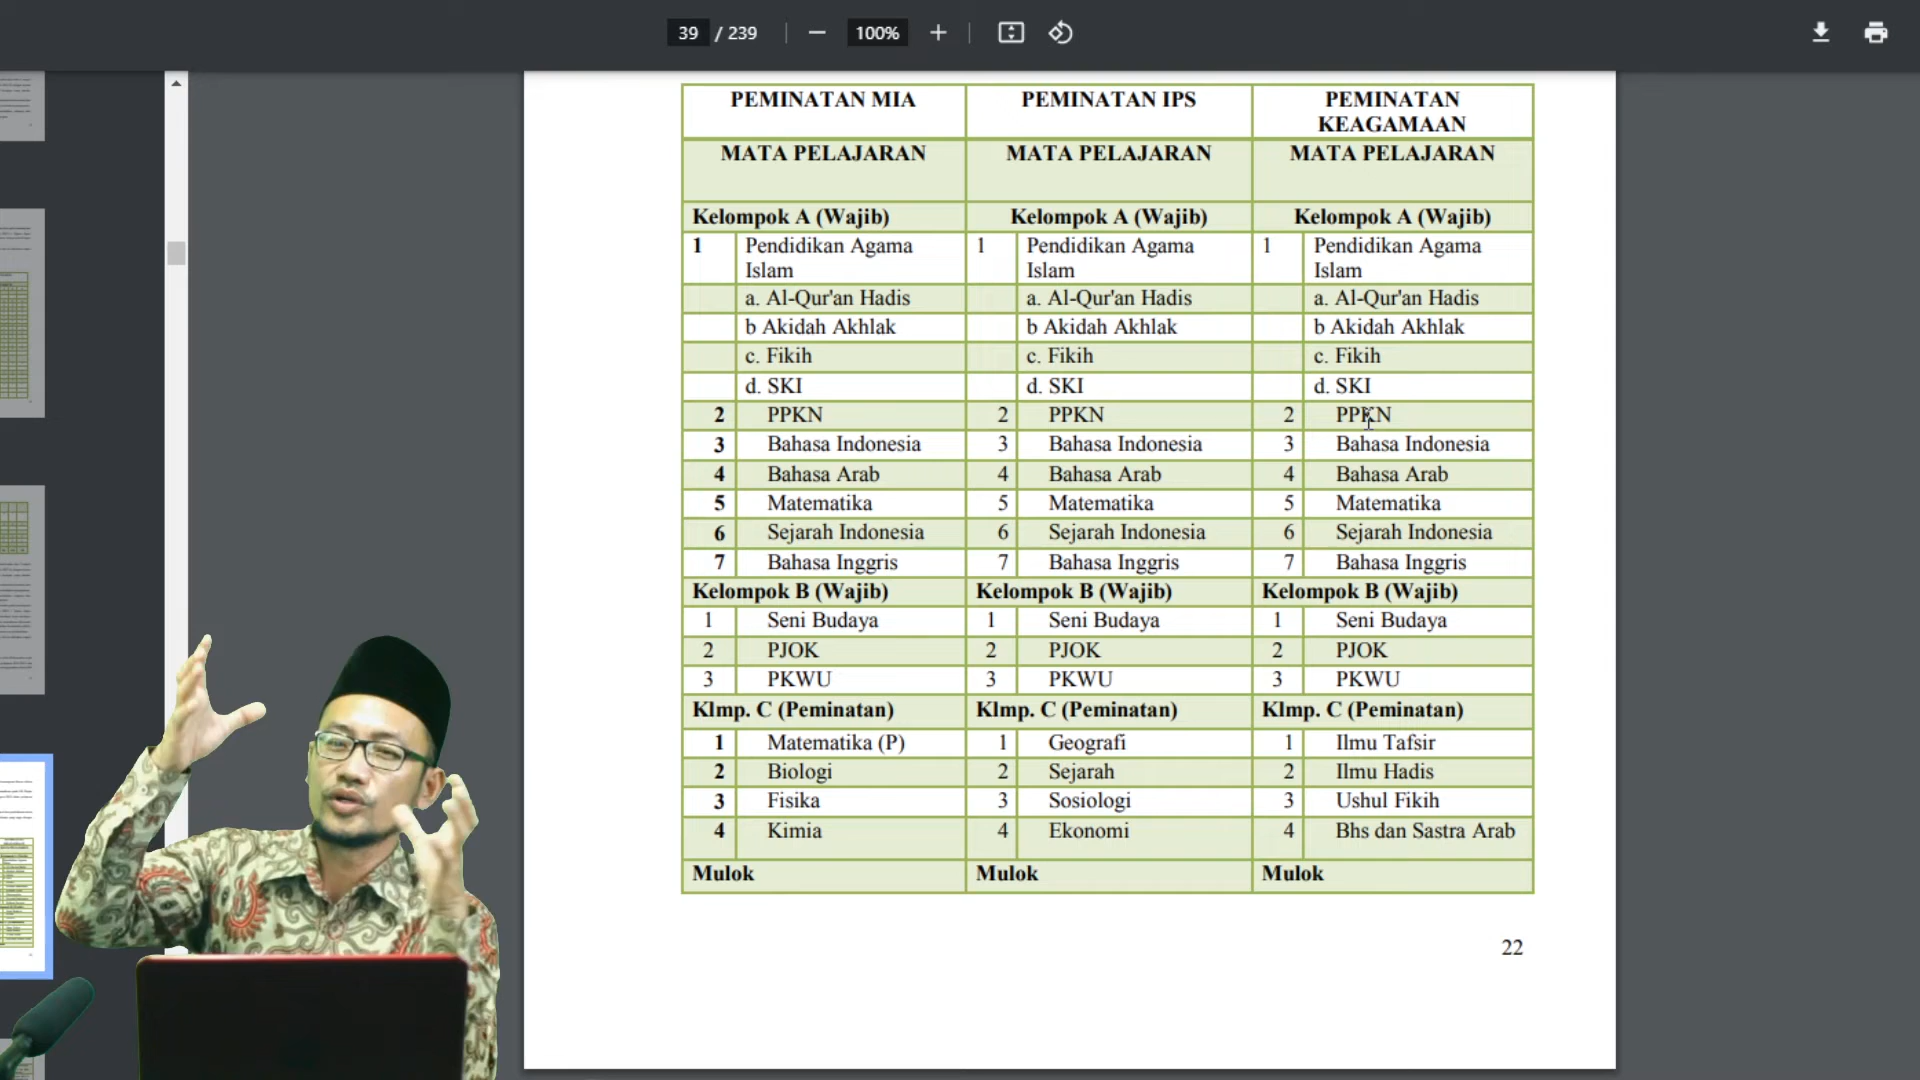 39 / 239 100%
PEMINATAN MIA PEMINATAN IPS PEMINATAN KEAGAMAAN
MATA PELAJARAN MATA PELAJARAN MATA PELAJARAN
Kelompok A (Wajib) Kelompok A (Wajib) Kelompok A (Wajib)
1 Pendidikan Agama Islam 1 Pendidikan Agama Islam 1 Pendidikan Agama Islam
a. Al-Qur'an Hadis a. Al-Qur'an Hadis a. Al-Qur'an Hadis
b Akidah Akhlak b Akidah Akhlak b Akidah Akhlak
c. Fikih c. Fikih c. Fikih
d. SKI d. SKI d. SKI
2 PPKN 2 PPKN 2 PPKN
3 Bahasa Indonesia 3 Bahasa Indonesia 3 Bahasa Indonesia
4 Bahasa Arab 4 Bahasa Arab 4 Bahasa Arab
5 Matematika 5 Matematika 5 Matematika
6 Sejarah Indonesia 6 Sejarah Indonesia 6 Sejarah Indonesia
7 Bahasa Inggris 7 Bahasa Inggris 7 Bahasa Inggris
Kelompok B (Wajib) Kelompok B (Wajib) Kelompok B (Wajib)
1 Seni Budaya 1 Seni Budaya 1 Seni Budaya
2 PJOK 2 PJOK 2 PJOK
3 PKWU 3 PKWU 3 PKWU
Klmp. C (Peminatan) Klmp. C (Peminatan) Klmp. C (Peminatan)
1 Matematika (P) 1 Geografi 1 Ilmu Tafsir
2 Biologi 2 Sejarah 2 Ilmu Hadis
3 Fisika 3 Sosiologi 3 Ushul Fikih
4 Kimia 4 Ekonomi 4 Bhs dan Sastra Arab
Mulok Mulok Mulok
22